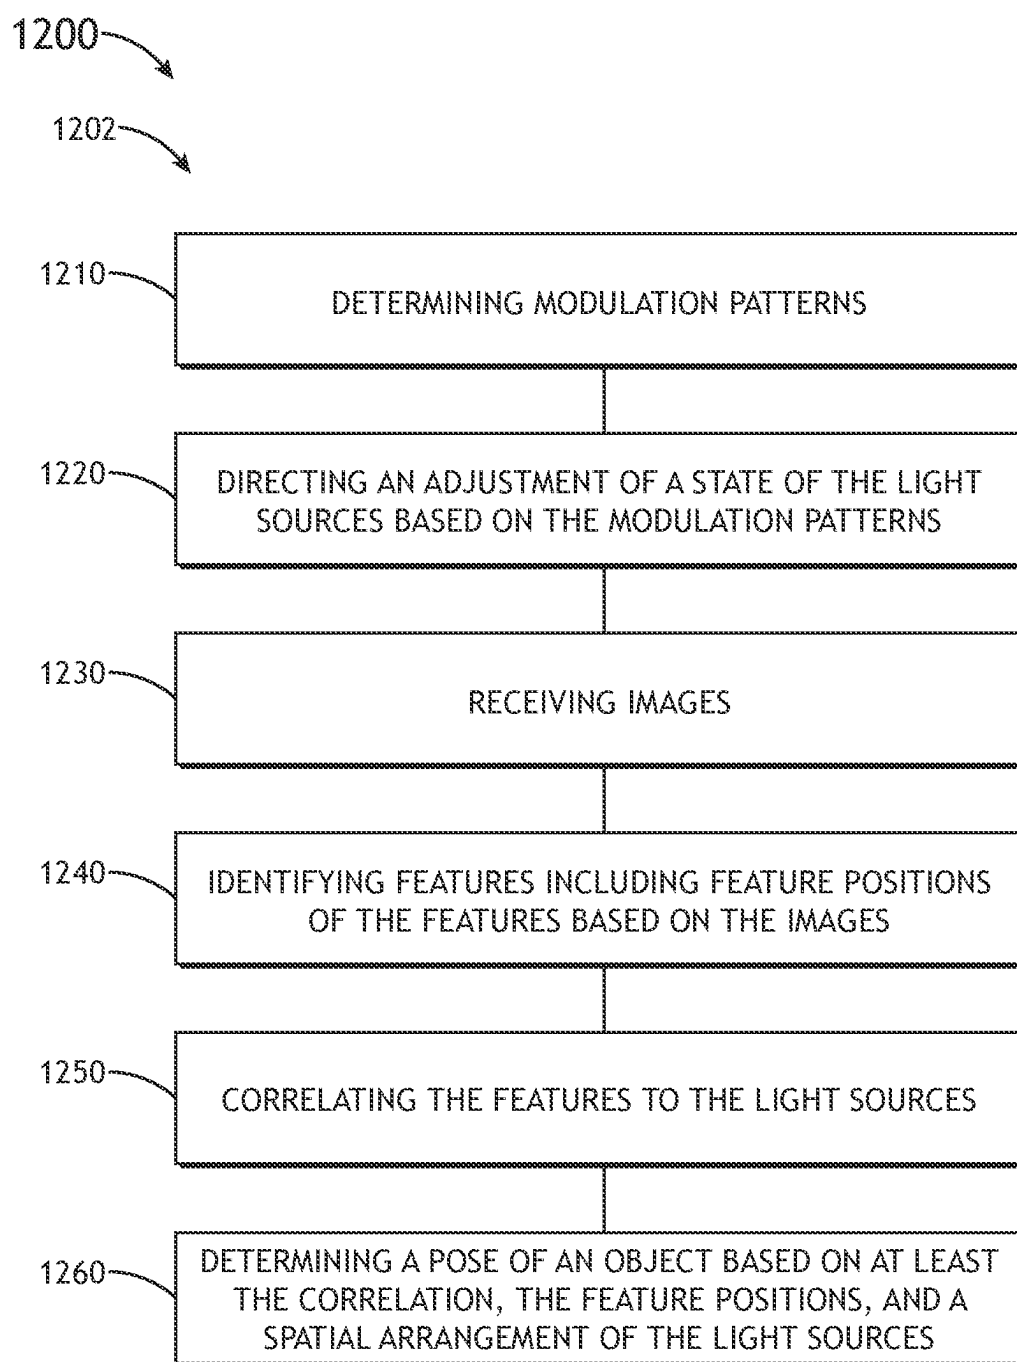 1200
1202
1210
DETERMINING MODULATION PATTERNS
1220
DIRECTING AN ADJUSTMENT OF A STATE OF THE LIGHT
SOURCES BASED ON THE MODULATION PATTERNS
1230
RECEIVING IMAGES
1240
IDENTIFYING FEATURES INCLUDING FEATURE POSITIONS
OF THE FEATURES BASED ON THE IMAGES
1250
CORRELATING THE FEATURES TO THE LIGHT SOURCES
1260
DETERMINING A POSE OF AN OBJECT BASED ON AT LEAST
THE CORRELATION, THE FEATURE POSITIONS, AND A
SPATIAL ARRANGEMENT OF THE LIGHT SOURCES